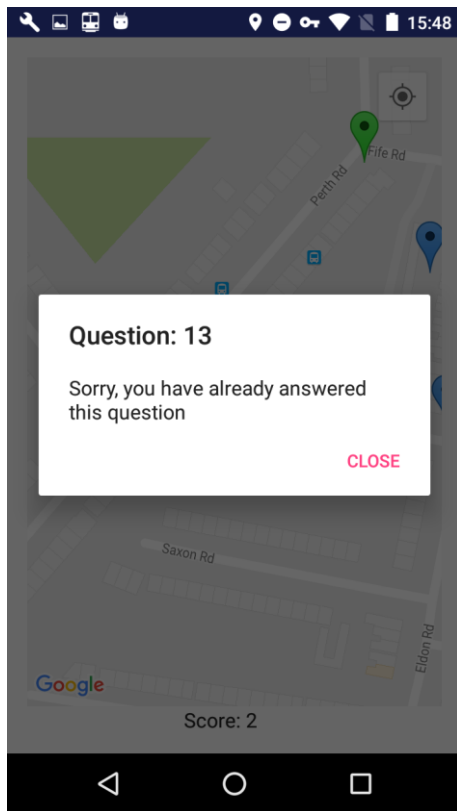 15:48
Fife Rd
Perth Rd
Question: 13
Sorry, you have already answered
this question
CLOSE
Saxon Rd
Eldon Rd
Google
Score: 2